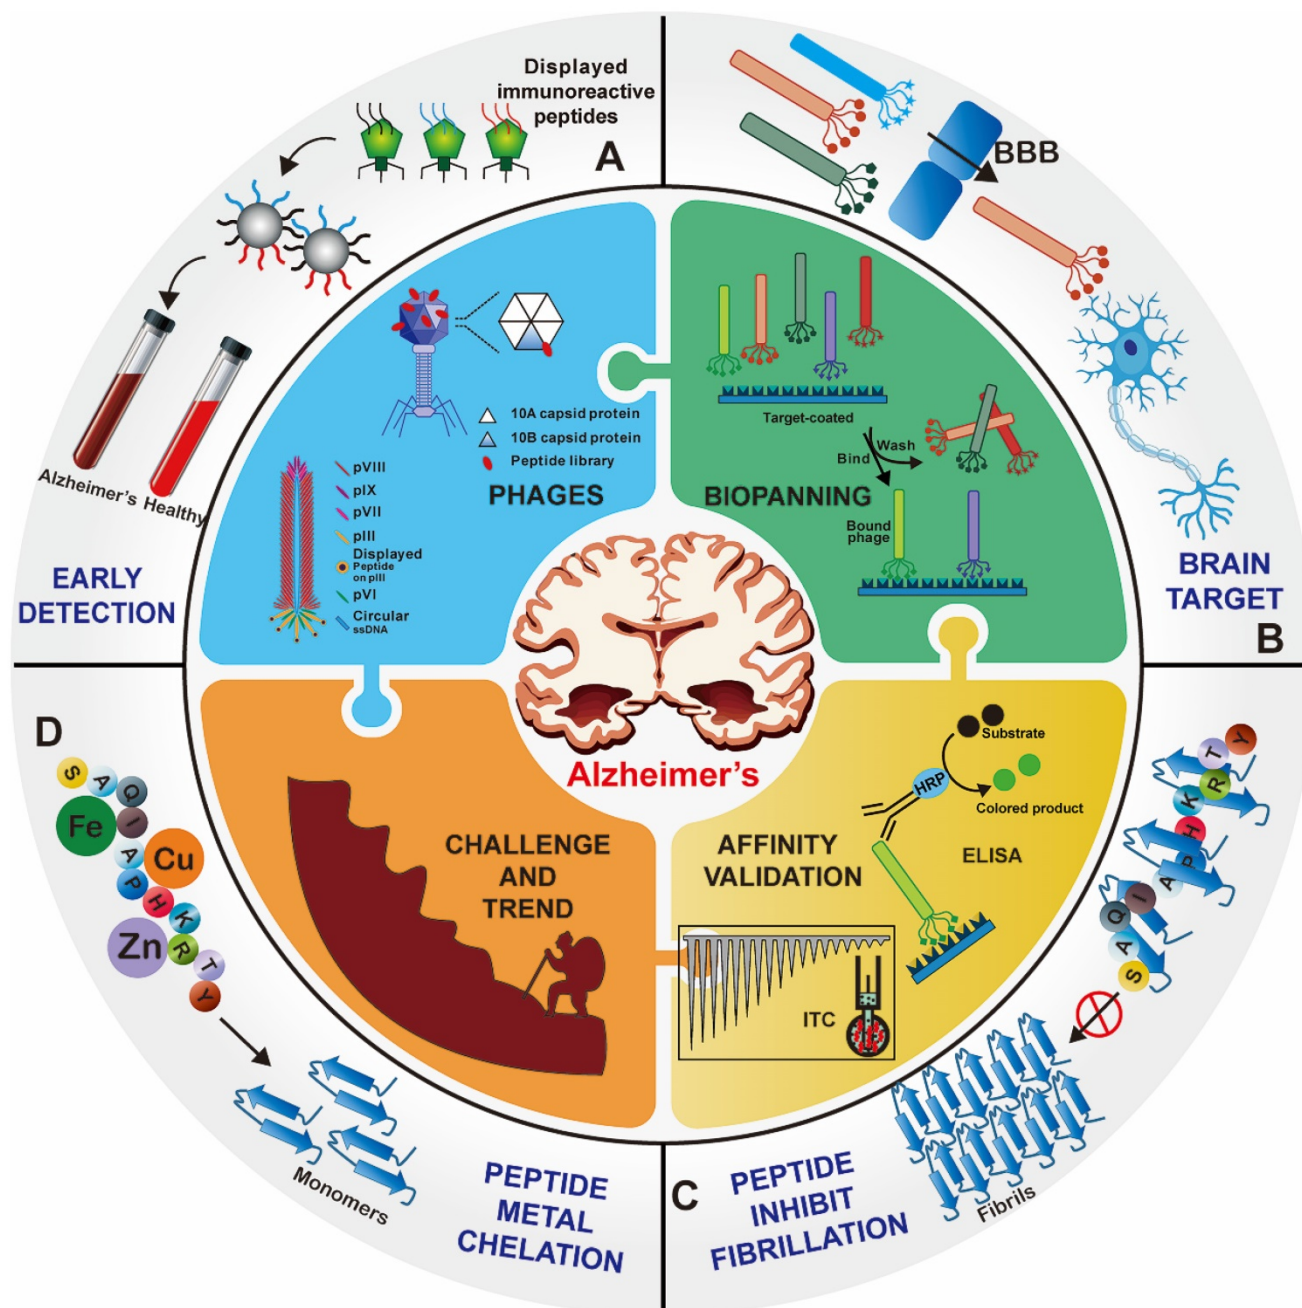 Displayed
immunoreactive
peptides
A
Alzheimer's Healthy
EARLY
DETECTION
BBB
BRAIN
TARGET
B
10A capsid protein
10B capsid protein
Peptide library
PHAGES
pVIII
pIX
pVII
pIII
Displayed
Peptide
on pIII
pVI
Circular
ssDNA
Target-coated
Wash
Bind
BIOPANNING
Bound
phage
Alzheimer's
CHALLENGE
AND
TREND
AFFINITY
VALIDATION
Substrate
HRP
Colored product
ELISA
ITC
D
S
A
Q
I
A
P
H
K
R
T
Y
Fe
Cu
Zn
Monomers
PEPTIDE
METAL
CHELATION
C
PEPTIDE
INHIBIT
FIBRILLATION
Y
T
R
K
H
P
A
I
Q
A
S
Fibrils